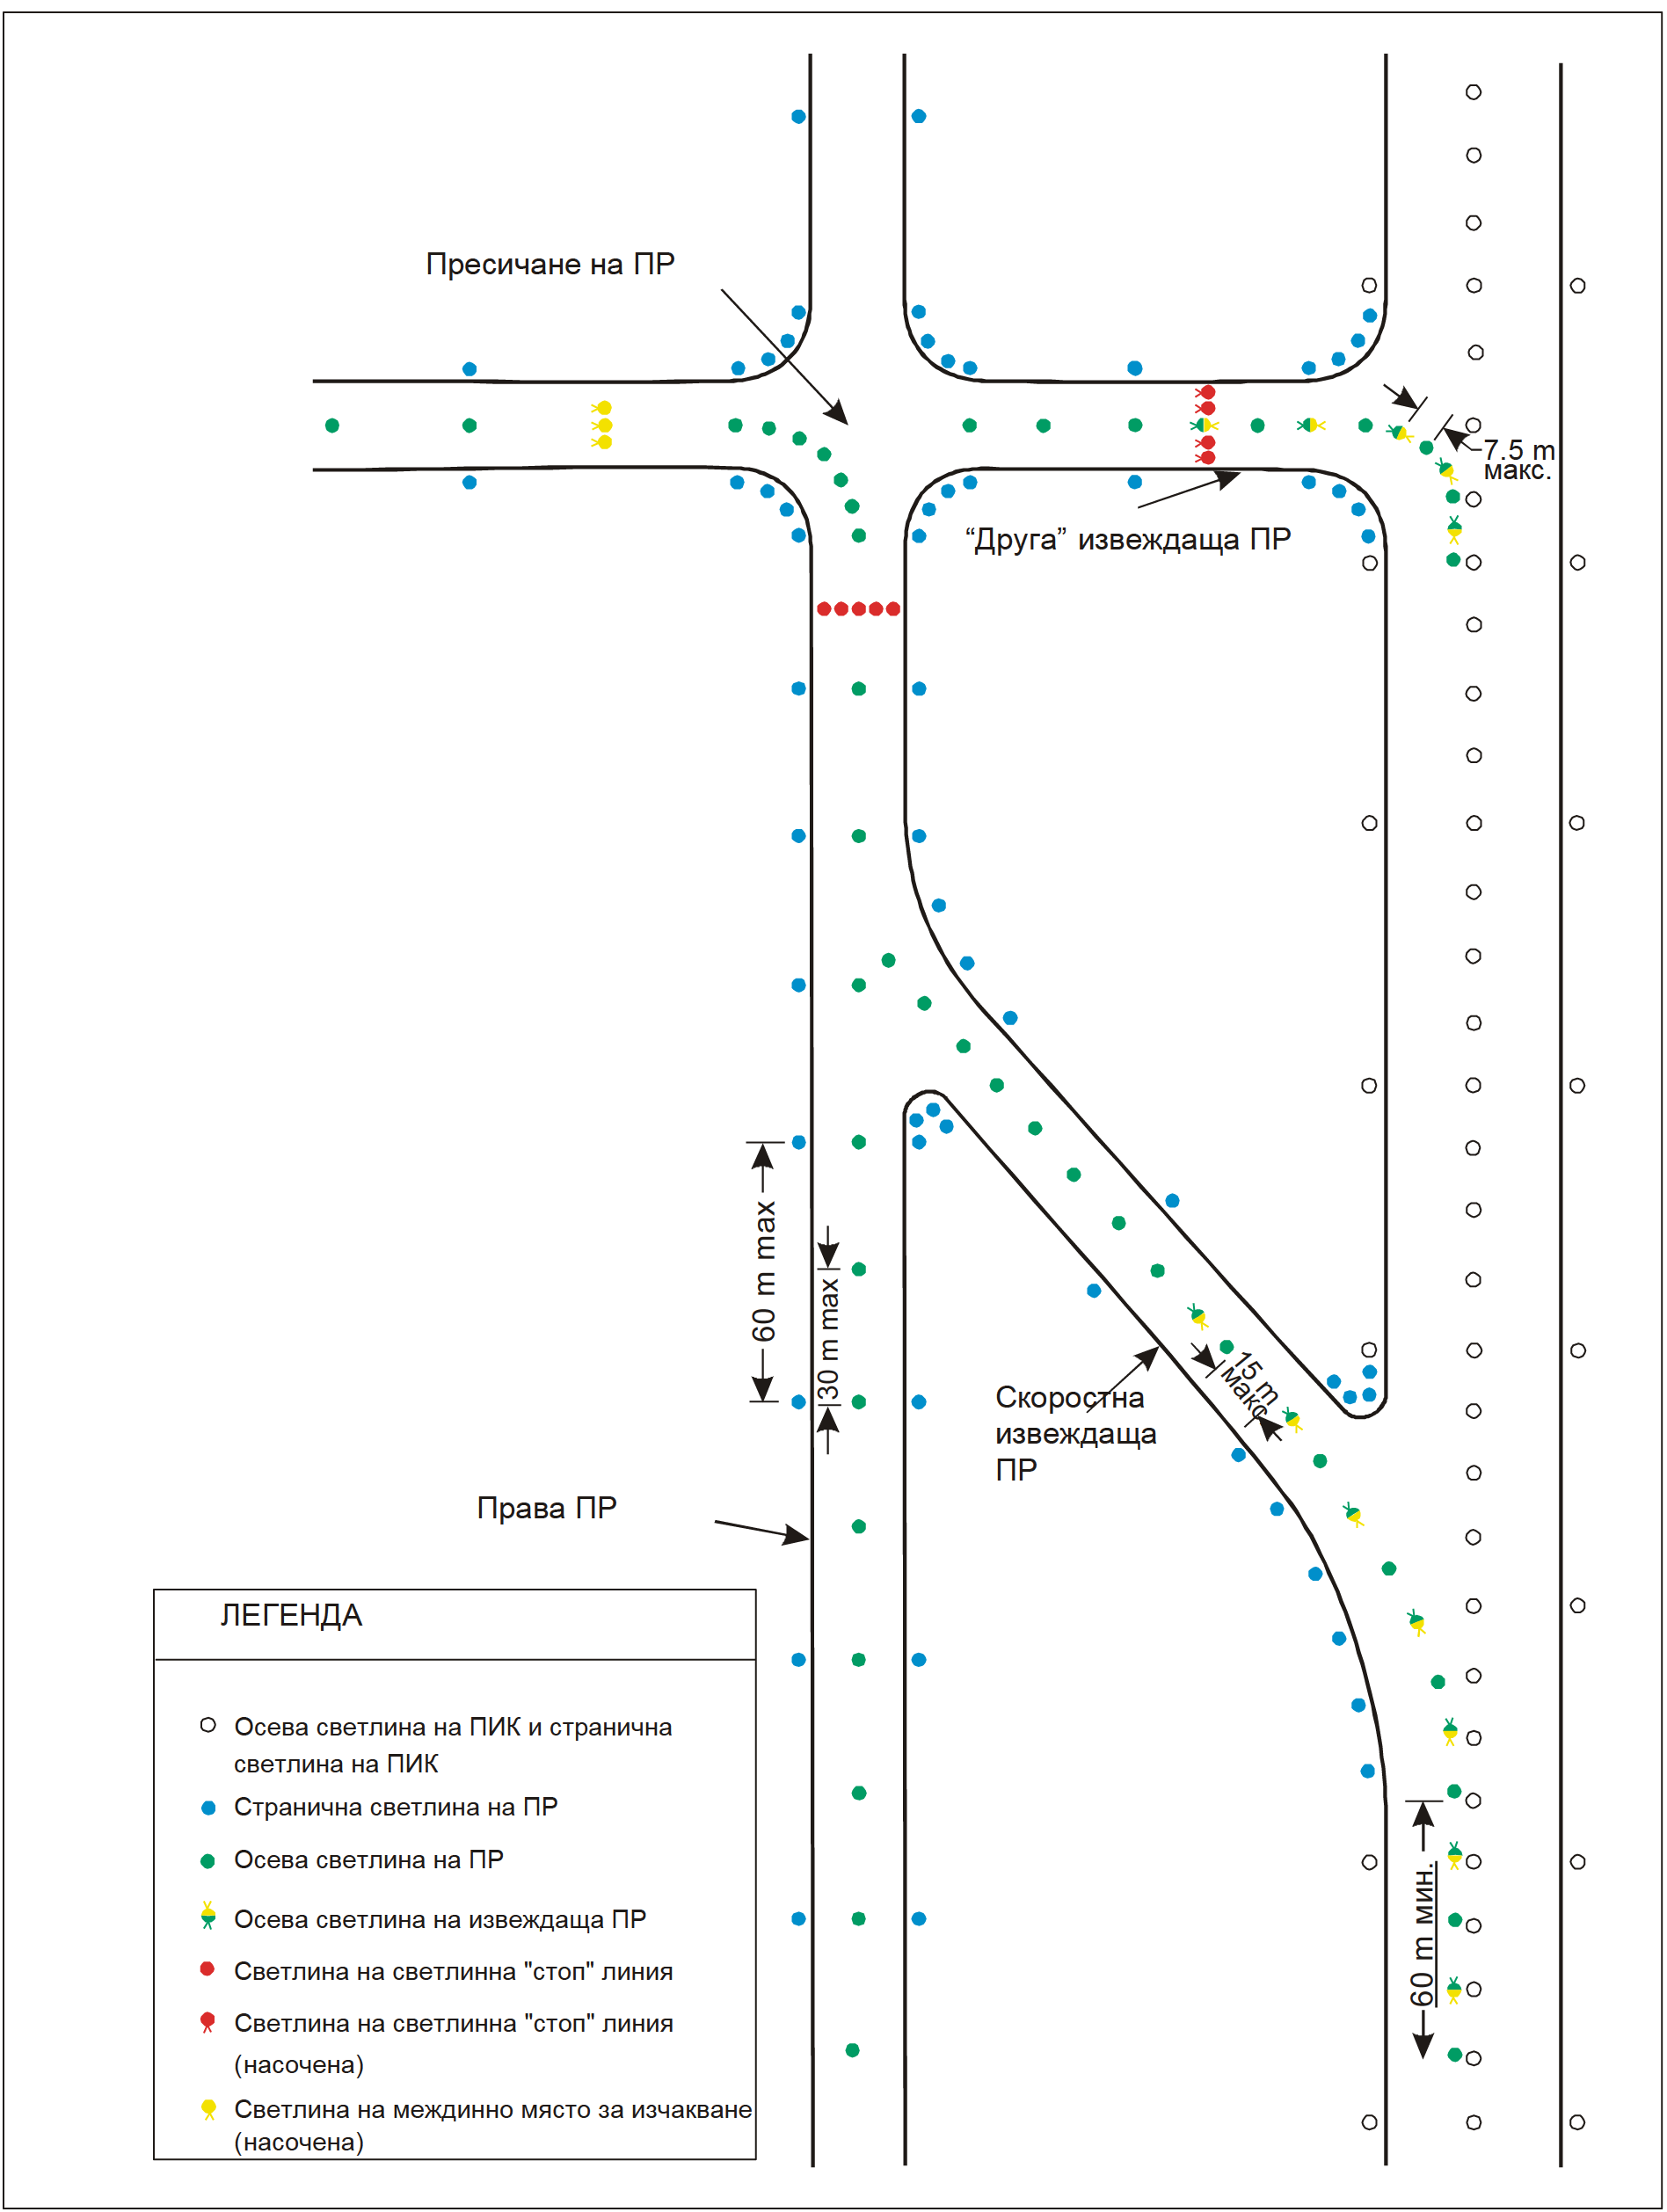 Пресичане на ПР
7.5 m
макс.
“Друга” извеждаща ПР
60 m max
30 m max
15 m
макс.
Скоростна
извеждаща
ПР
Права ПР
60 m мин.
ЛЕГЕНДА
Осева светлина на ПИК и странична
светлина на ПИК
Странична светлина на ПР
Осева светлина на ПР
Осева светлина на извеждаща ПР
Светлина на светлинна "стоп" линия
Светлина на светлинна "стоп" линия
(насочена)
Светлина на междинно място за изчакване
(насочена)